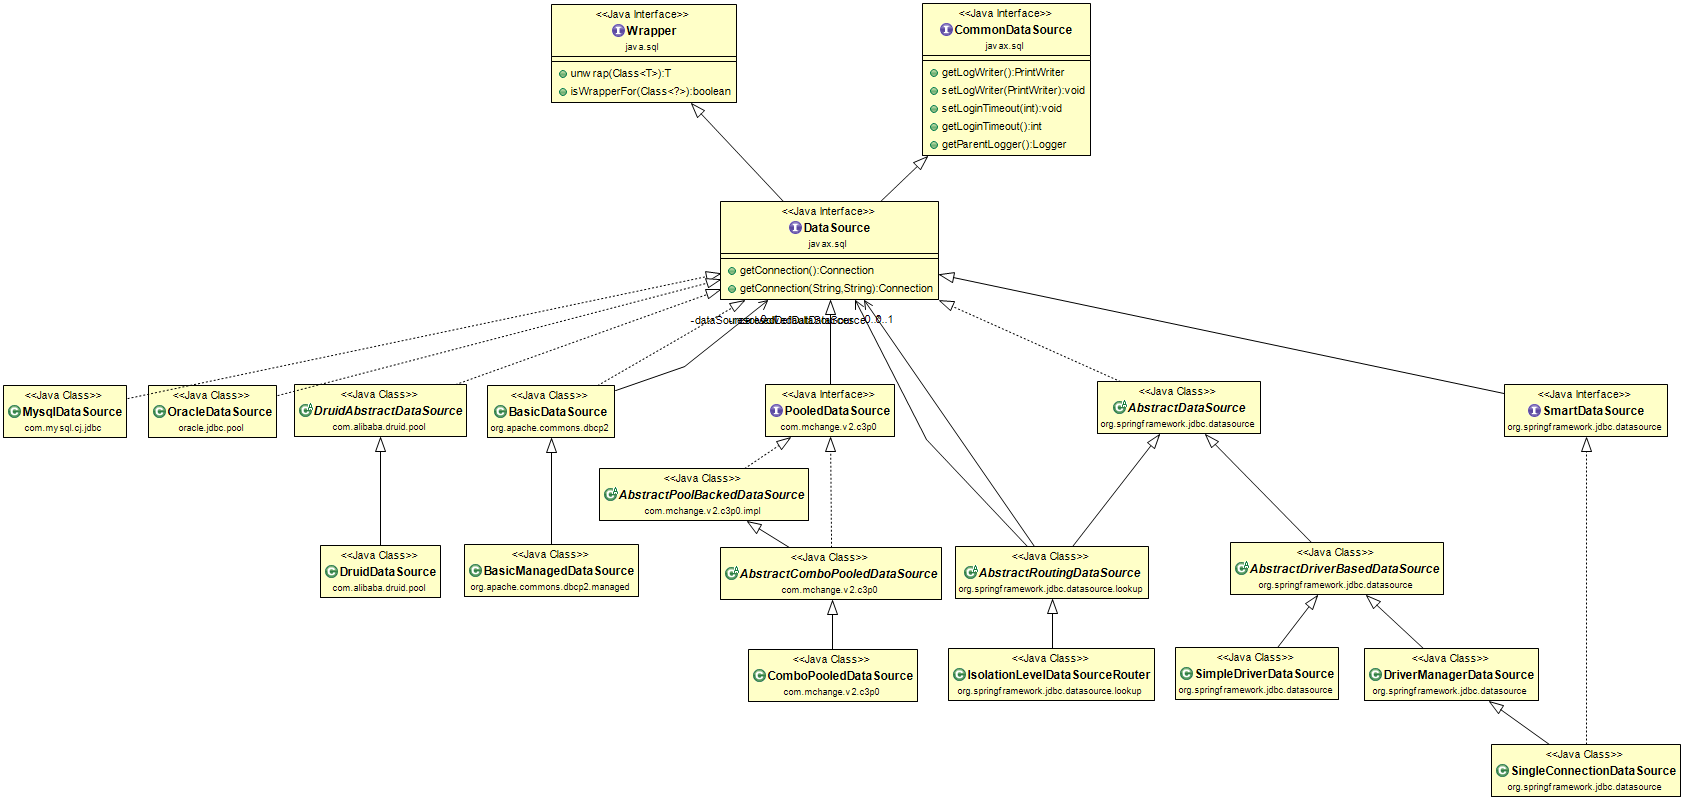 <<Java Interface>>
Wrapper
java.sql
unwrap(Class<T>):T
isWrapperFor(Class<?>):boolean
<<Java Interface>>
CommonDataSource
javax.sql
getLogWriter():PrintWriter
setLogWriter(PrintWriter):void
setLoginTimeout(int):void
getLoginTimeout():int
getParentLogger():Logger
<<Java Interface>>
DataSource
javax.sql
getConnection():Connection
getConnection(String,String):Connection
<<Java Class>>
MysqlDataSource
com.mysql.cj.jdbc
<<Java Class>>
OracleDataSource
oracle.jdbc.pool
<<Java Class>>
DruidAbstractDataSource
com.alibaba.druid.pool
<<Java Class>>
BasicDataSource
org.apache.commons.dbcp2
<<Java Interface>>
PooledDataSource
com.mchange.v2.c3p0
<<Java Class>>
AbstractDataSource
org.springframework.jdbc.datasource
<<Java Interface>>
SmartDataSource
org.springframework.jdbc.datasource
<<Java Class>>
AbstractPoolBackedDataSource
com.mchange.v2.c3p0.impl
<<Java Class>>
DruidDataSource
com.alibaba.druid.pool
<<Java Class>>
BasicManagedDataSource
org.apache.commons.dbcp2.managed
<<Java Class>>
AbstractComboPooledDataSource
com.mchange.v2.c3p0
<<Java Class>>
AbstractRoutingDataSource
org.springframework.jdbc.datasource.lookup
<<Java Class>>
AbstractDriverBasedDataSource
org.springframework.jdbc.datasource
<<Java Class>>
ComboPooledDataSource
com.mchange.v2.c3p0
<<Java Class>>
IsolationLevelDataSourceRouter
org.springframework.jdbc.datasource.lookup
<<Java Class>>
SimpleDriverDataSource
org.springframework.jdbc.datasource
<<Java Class>>
DriverManagerDataSource
org.springframework.jdbc.datasource
<<Java Class>>
SingleConnectionDataSource
org.springframework.jdbc.datasource